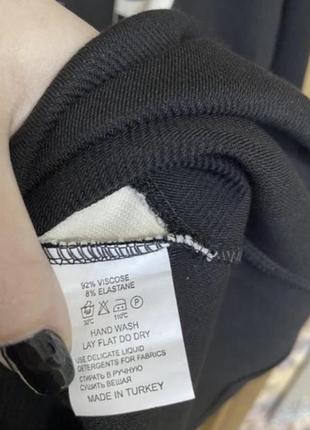 92% VISCOSE
8% ELASTANE
30°C 110°C P
HAND WASH
LAY FLAT DO DRY
USE DELICATE LIQUID
DETERGENTS FOR FABRICS
СТИРАТЬ В РУЧНУЮ
СУШИТЬ ВЕШАЯ
MADE IN TURKEY